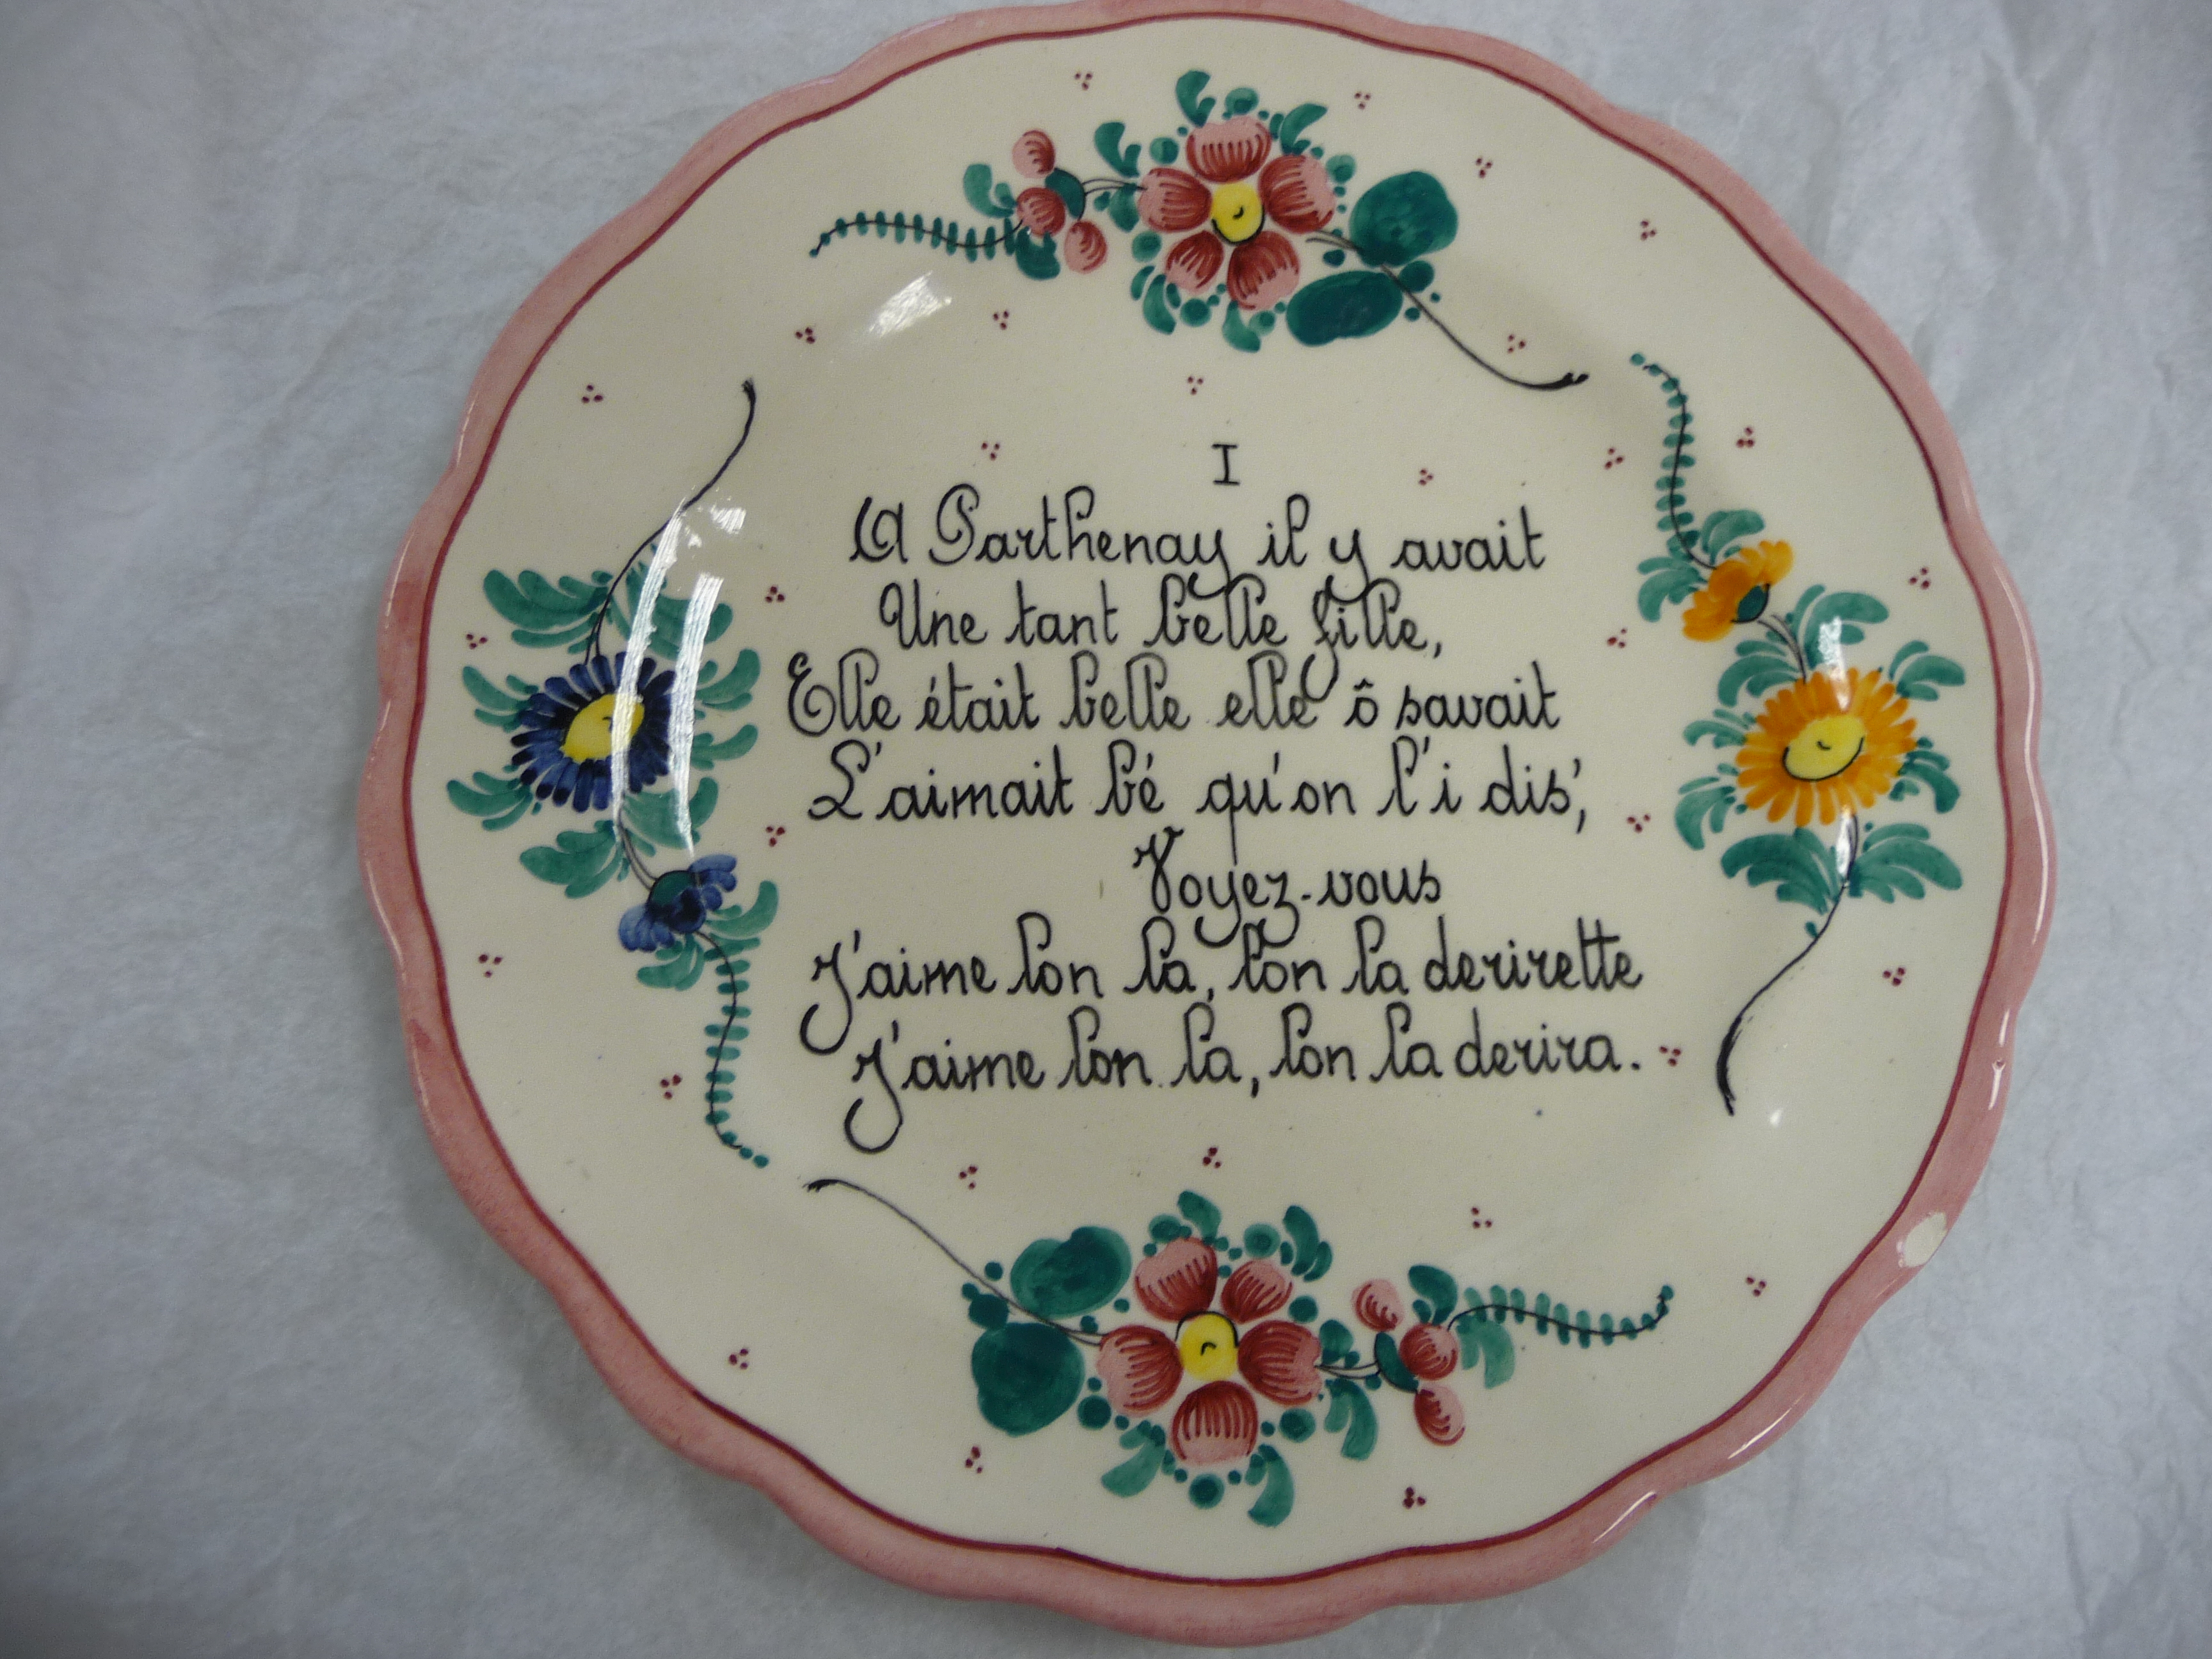 I
A Parthenay il y avait
Une tant belle fille,
Elle était belle elle ô savait
L'aimait bé qu'on l'i dis',
Voyez-vous
J'aime lon la, lon la derirette
J'aime lon la, lon la derira.